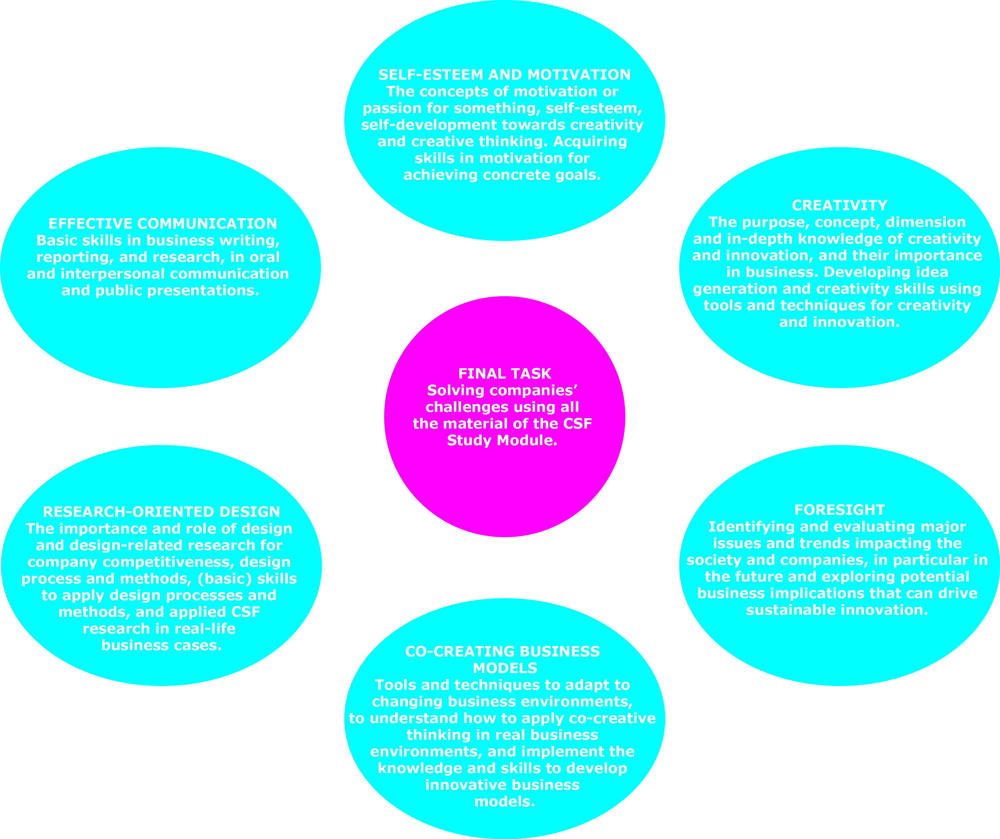 SELF-ESTEEM AND MOTIVATION
The concepts of motivation or
passion for something, self-esteem,
self-development towards creativity
and creative thinking. Acquiring
skills in motivation for
achieving concrete goals.
EFFECTIVE COMMUNICATION
Basic skills in business writing,
reporting, and research, in oral
and interpersonal communication
and public presentations.
CREATIVITY
The purpose, concept, dimension
and in-depth knowledge of creativity
and innovation, and their importance
in business. Developing idea
generation and creativity skills using
tools and techniques for creativity
and innovation.
FINAL TASK
Solving companies’
challenges using all
the material of the CSF
Study Module.
RESEARCH-ORIENTED DESIGN
The importance and role of design
and design-related research for
company competitiveness, design
process and methods, (basic) skills
to apply design processes and
methods, and applied CSF
research in real-life
business cases.
FORESIGHT
Identifying and evaluating major
issues and trends impacting the
society and companies, in particular in
the future and exploring potential
business implications that can drive
sustainable innovation.
CO-CREATING BUSINESS
MODELS
Tools and techniques to adapt to
changing business environments,
to understand how to apply co-creative
thinking in real business
environments, and implement the
knowledge and skills to develop
innovative business
models.